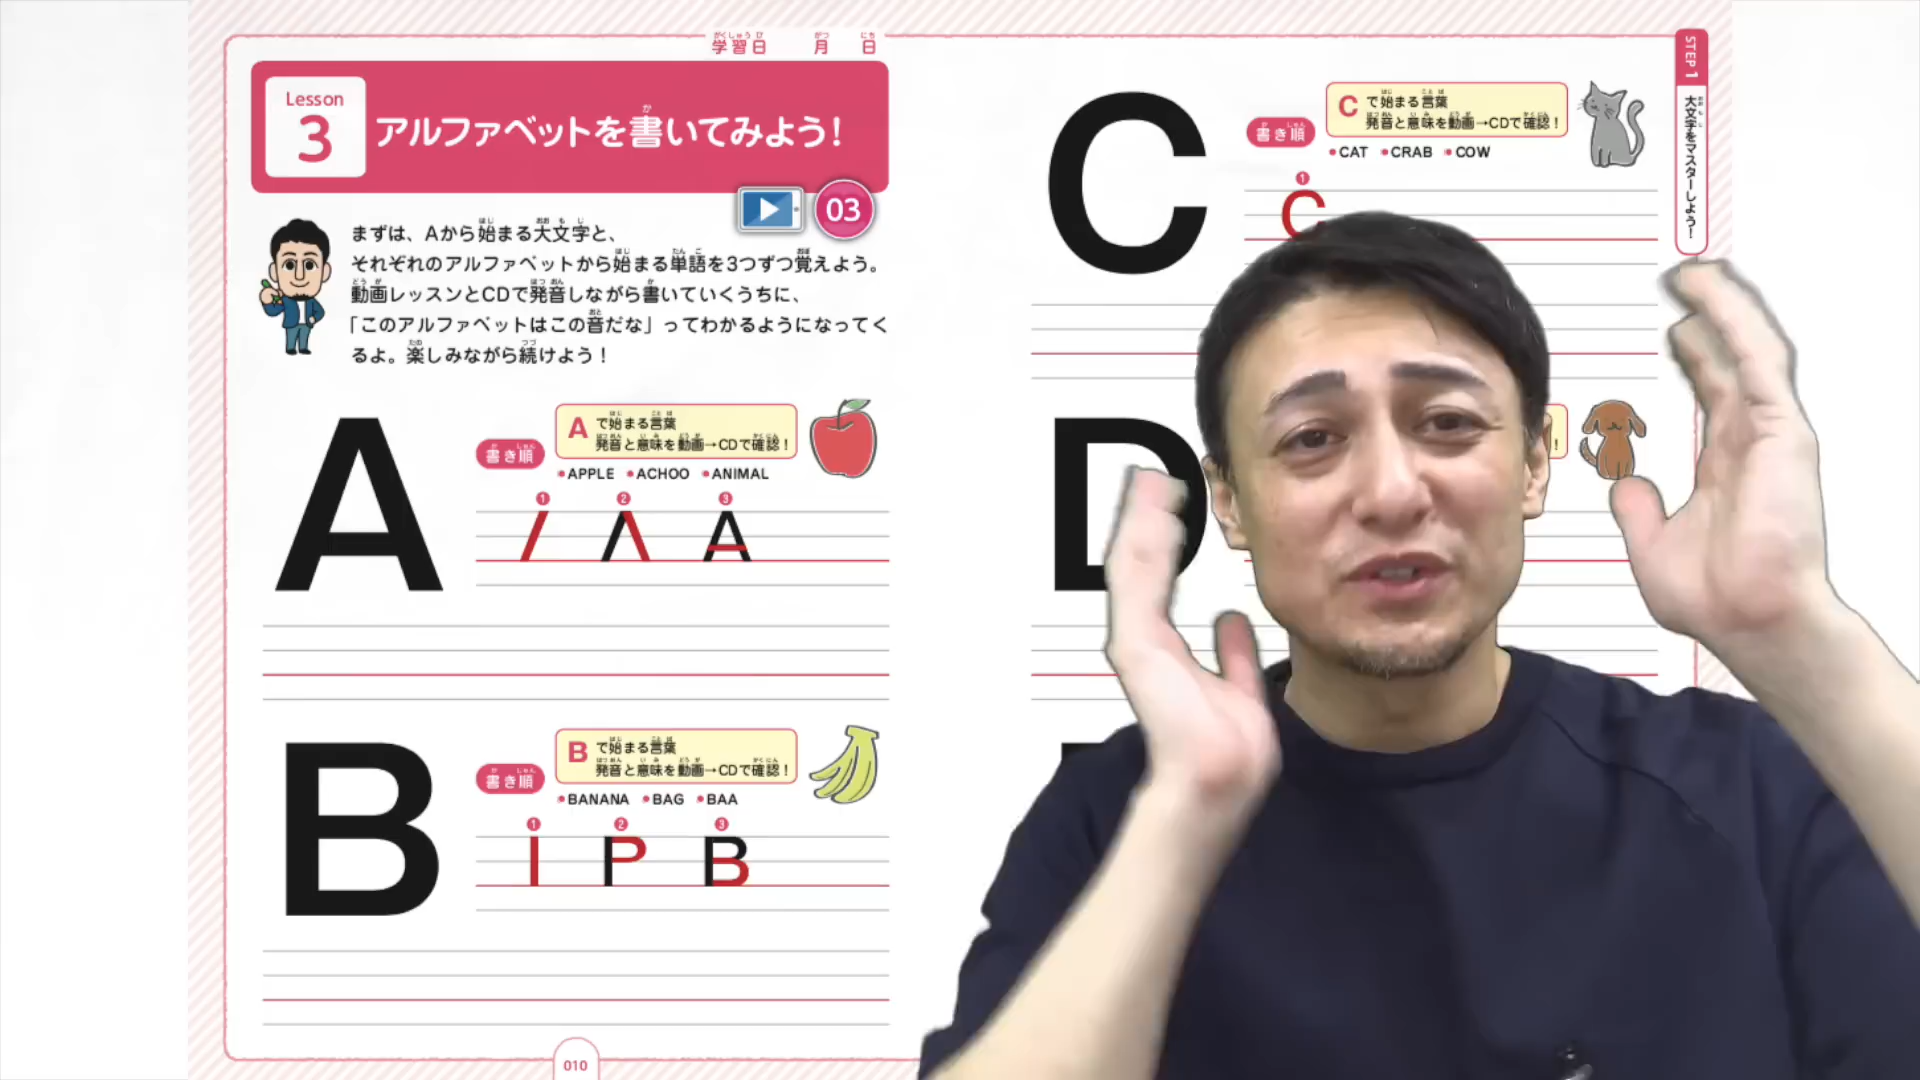 学習日 月 日
Lesson
3
アルファベットを書いてみよう!
03
まずは、Aから始まる大文字と、
それぞれのアルファベットから始まる単語を3つずつ覚えよう。
動画レッスンとCDで発音しながら書いていくうちに、
「このアルファベットはこの音だな」ってわかるようになってく
るよ。楽しみながら続けよう!
A
書き順
A で始まる言葉
発音と意味を動画→CDで確認!
•APPLE •ACHOO •ANIMAL
1 2 3
A
B
書き順
B で始まる言葉
発音と意味を動画→CDで確認!
•BANANA •BAG •BAA
1 2 3
I P B
010
C
書き順
C で始まる言葉
発音と意味を動画→CDで確認!
•CAT •CRAB •COW
1
C
D
!
STEP 1
大文字をマスターしよう!